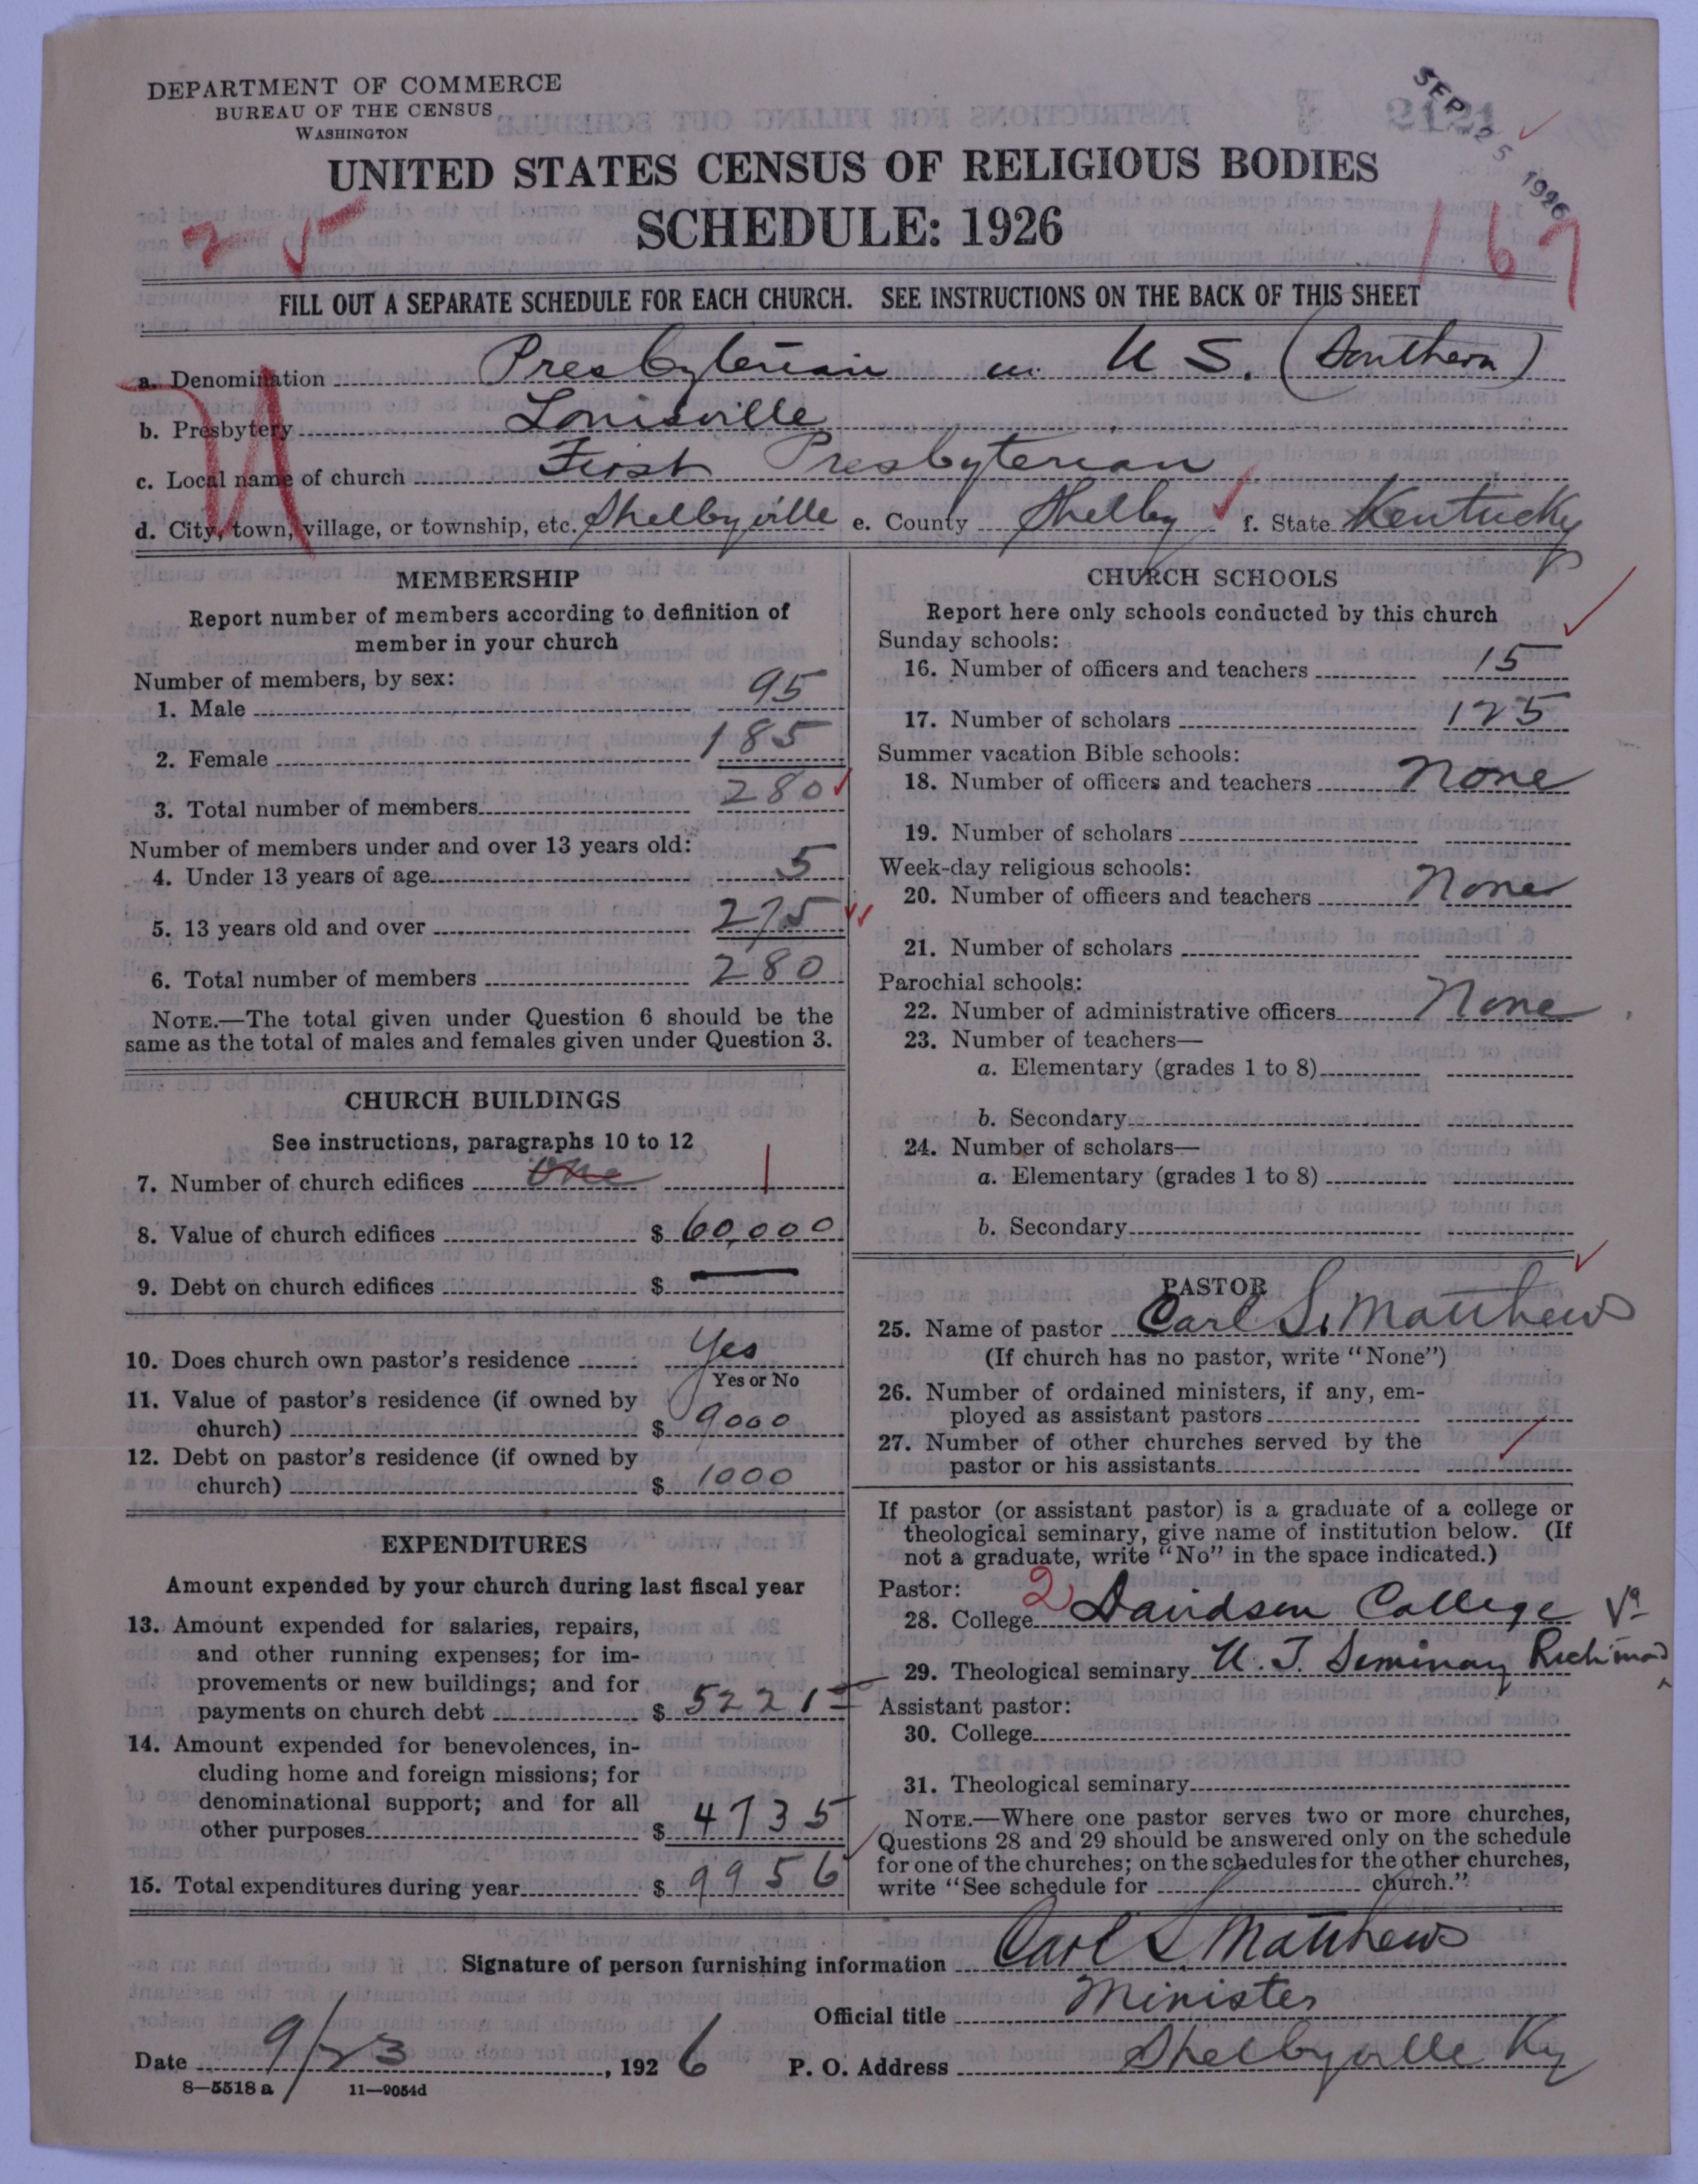 DEPARTMENT OF COMMERCE
BUREAU OF THE CENSUS
WASHINGTON
SEP 25 1926
UNITED STATES CENSUS OF RELIGIOUS BODIES
SCHEDULE: 1926
25
167
FILL OUT A SEPARATE SCHEDULE FOR EACH CHURCH. SEE INSTRUCTIONS ON THE BACK OF THIS SHEET
a. Denomination Presbyterian in U S. (Southern)
b. Presbytery Louisville
c. Local name of church First Presbyterian
d. City, town, village, or township, etc. Shelbyville e. County Shelby f. State Kentucky
MEMBERSHIP
Report number of members according to definition of
member in your church
Number of members, by sex:
1. Male 95
2. Female 185
3. Total number of members 280
Number of members under and over 13 years old:
4. Under 13 years of age 5
5. 13 years old and over 275
6. Total number of members 280
NOTE.—The total given under Question 6 should be the
same as the total of males and females given under Question 3.
CHURCH BUILDINGS
See instructions, paragraphs 10 to 12
7. Number of church edifices one 1
8. Value of church edifices $ 60,000
9. Debt on church edifices $ —
10. Does church own pastor's residence Yes
Yes or No
11. Value of pastor's residence (if owned by
church) $ 9000
12. Debt on pastor's residence (if owned by
church) $ 1000
EXPENDITURES
Amount expended by your church during last fiscal year
13. Amount expended for salaries, repairs,
and other running expenses; for im-
provements or new buildings; and for
payments on church debt $ 5221
14. Amount expended for benevolences, in-
cluding home and foreign missions; for
denominational support; and for all
other purposes $ 4735
15. Total expenditures during year $ 9956
CHURCH SCHOOLS
Report here only schools conducted by this church
Sunday schools:
16. Number of officers and teachers 15
17. Number of scholars 125
Summer vacation Bible schools:
18. Number of officers and teachers None
19. Number of scholars
Week-day religious schools:
20. Number of officers and teachers None
21. Number of scholars
Parochial schools:
22. Number of administrative officers None
23. Number of teachers—
a. Elementary (grades 1 to 8)
b. Secondary
24. Number of scholars—
a. Elementary (grades 1 to 8)
b. Secondary
PASTOR
25. Name of pastor Carl S. Matthews
(If church has no pastor, write "None")
26. Number of ordained ministers, if any, em-
ployed as assistant pastors
27. Number of other churches served by the
pastor or his assistants
If pastor (or assistant pastor) is a graduate of a college or
theological seminary, give name of institution below. (If
not a graduate, write "No" in the space indicated.)
Pastor:
28. College 2 Davidson College
29. Theological seminary U. T. Seminary Richmond Va
Assistant pastor:
30. College
31. Theological seminary
NOTE.—Where one pastor serves two or more churches,
Questions 28 and 29 should be answered only on the schedule
for one of the churches; on the schedules for the other churches,
write "See schedule for church."
Signature of person furnishing information Carl S Matthews
Official title Minister
Date 9/23, 1926 P. O. Address Shelbyville Ky
8—5518 a 11—9054d